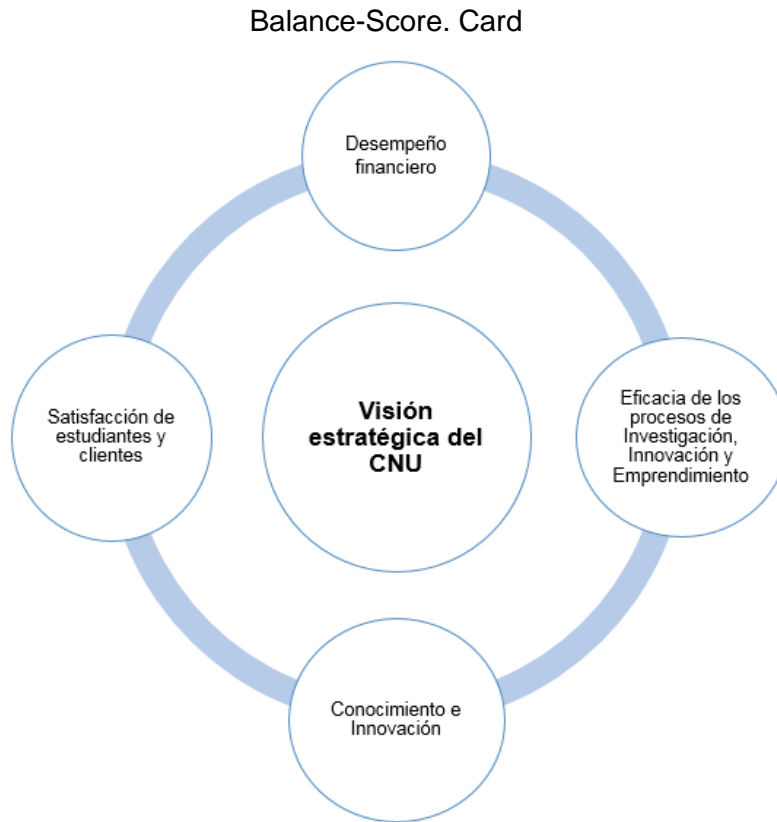 Balance-Score. Card
Desempeño
financiero
Satisfacción de
estudiantes y
clientes
Visión
estratégica del
CNU
Eficacia de los
procesos de
Investigación,
Innovación y
Emprendimiento
Conocimiento e
Innovación